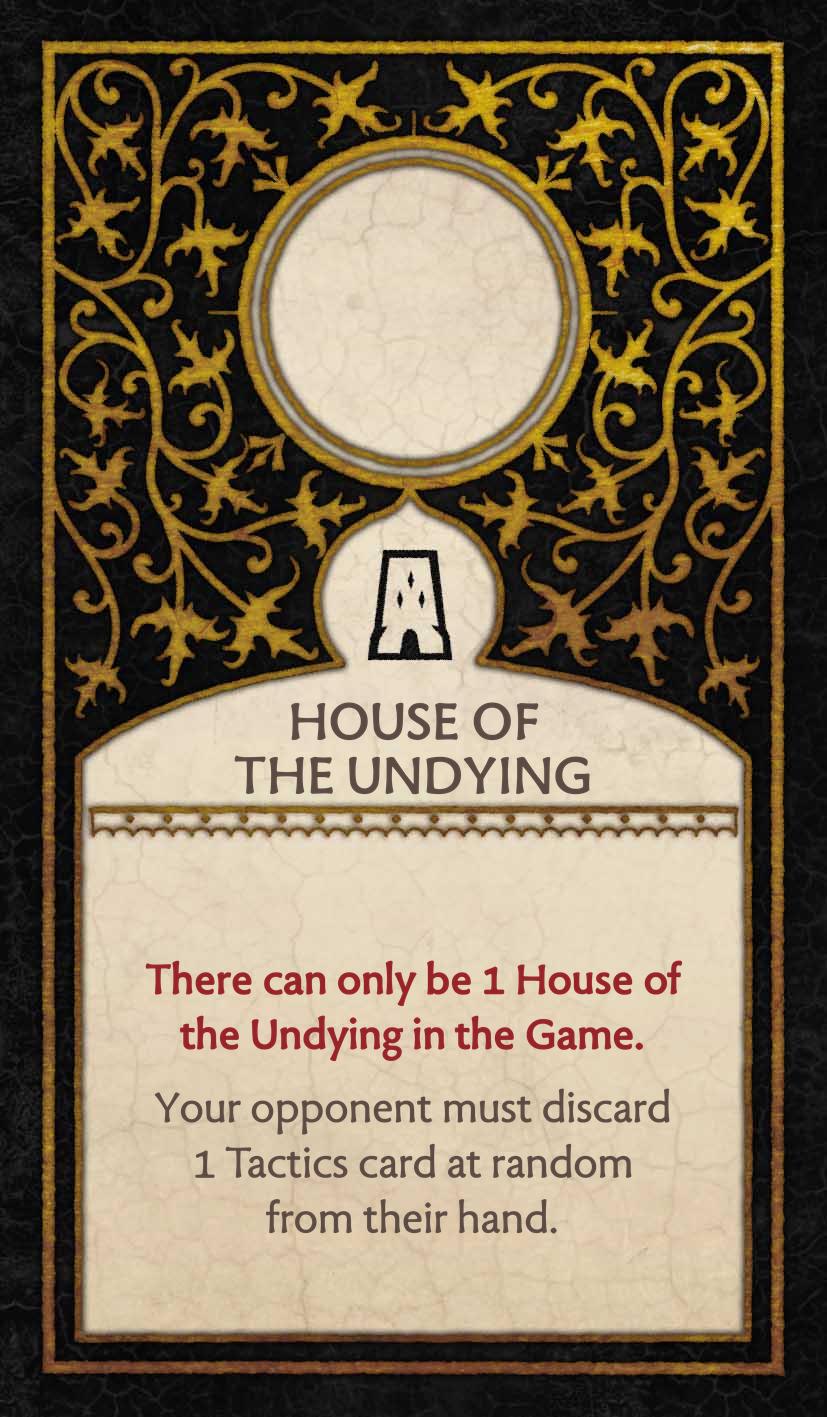 HOUSE OF
THE UNDYING
There can only be 1 House of
the Undying in the Game.
Your opponent must discard
1 Tactics card at random
from their hand.